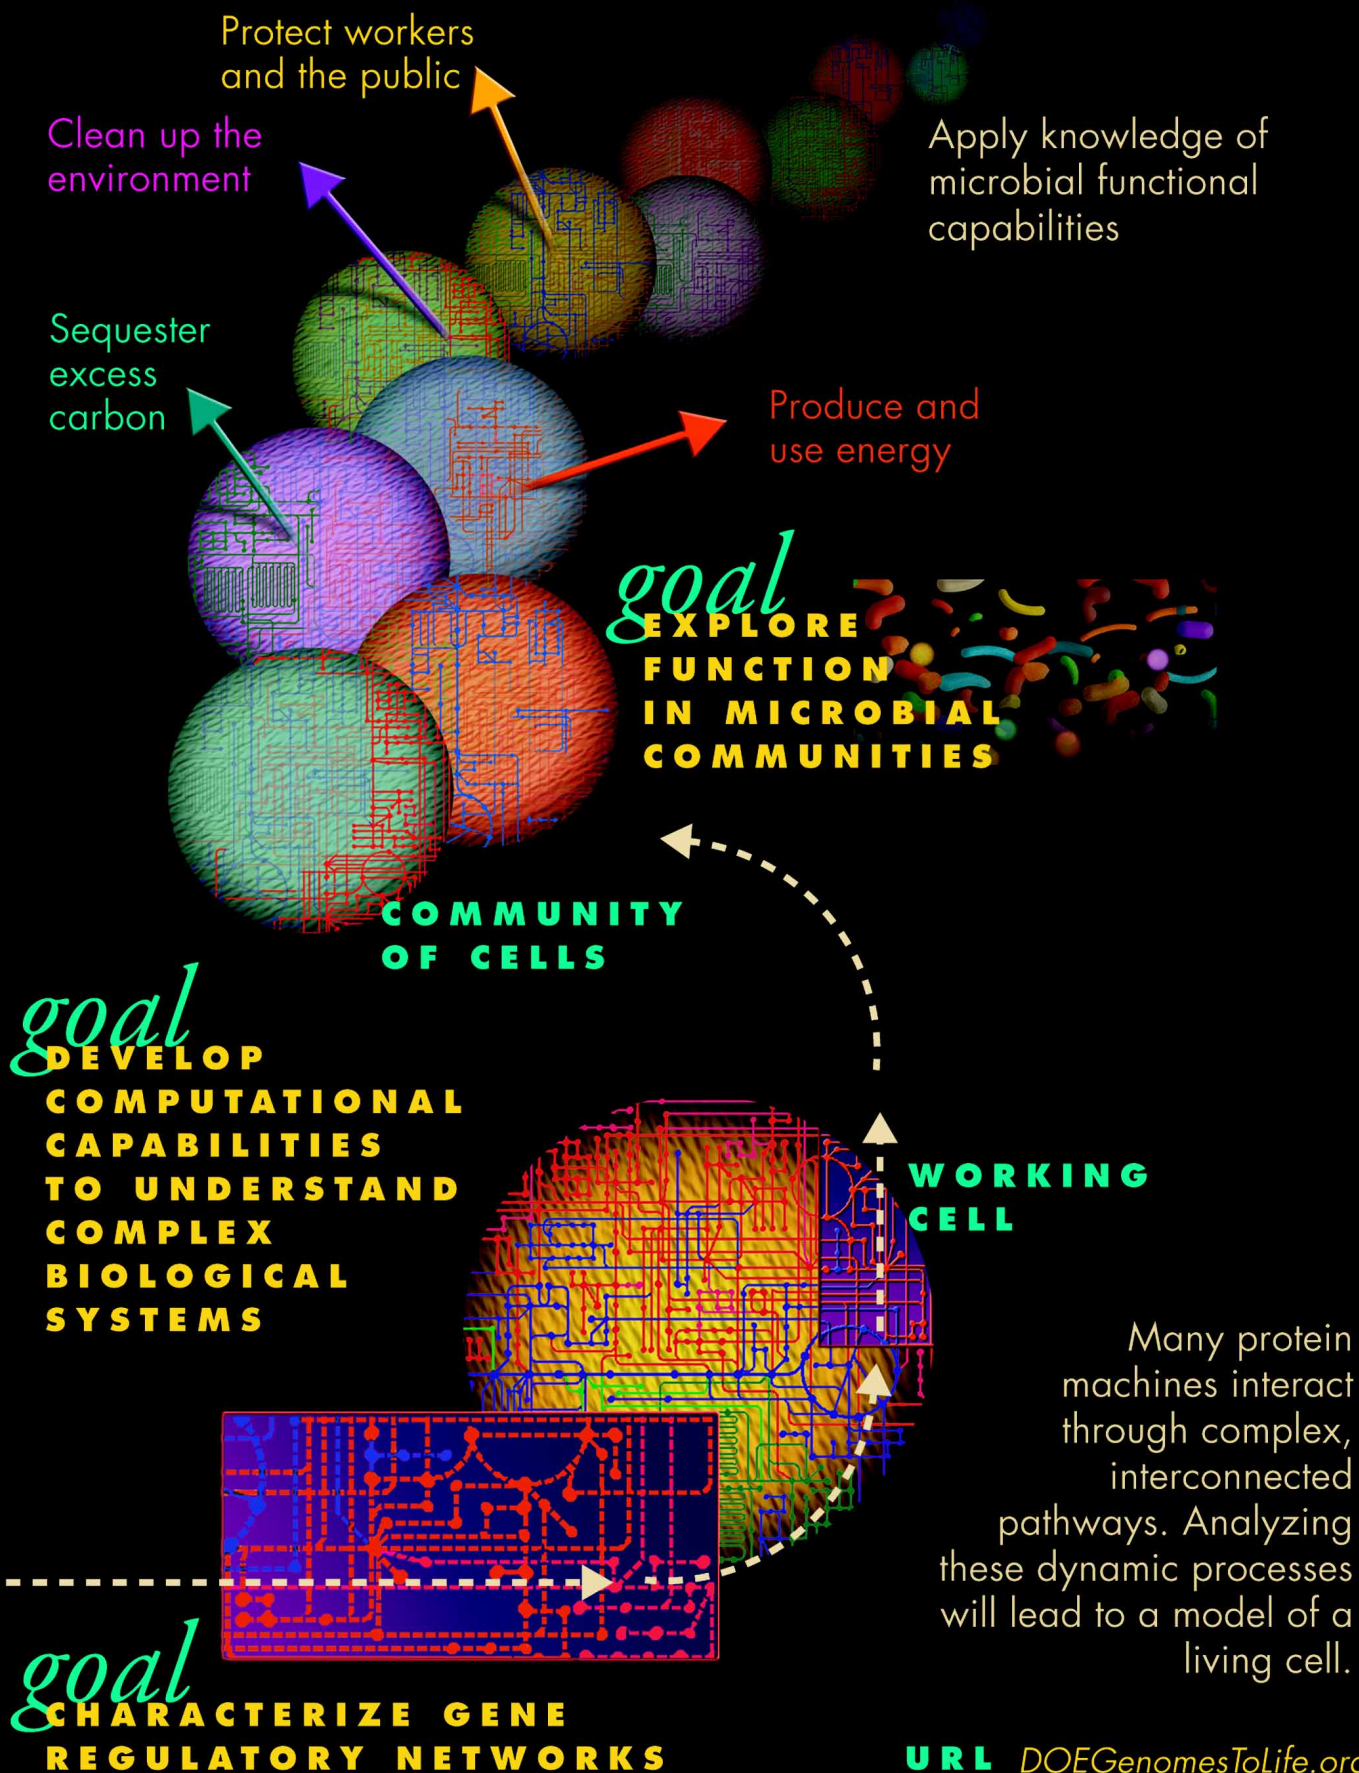 Protect workers
and the public
Clean up the
environment
Apply knowledge of
microbial functional
capabilities
Sequester
excess
carbon
Produce and
use energy
goal
EXPLORE
FUNCTION
IN MICROBIAL
COMMUNITIES
COMMUNITY
OF CELLS
goal
DEVELOP
COMPUTATIONAL
CAPABILITIES
TO UNDERSTAND
COMPLEX
BIOLOGICAL
SYSTEMS
WORKING
CELL
Many protein
machines interact
through complex,
interconnected
pathways. Analyzing
these dynamic processes
will lead to a model of a
living cell.
goal
CHARACTERIZE GENE
REGULATORY NETWORKS
URL DOEGenomesToLife.org